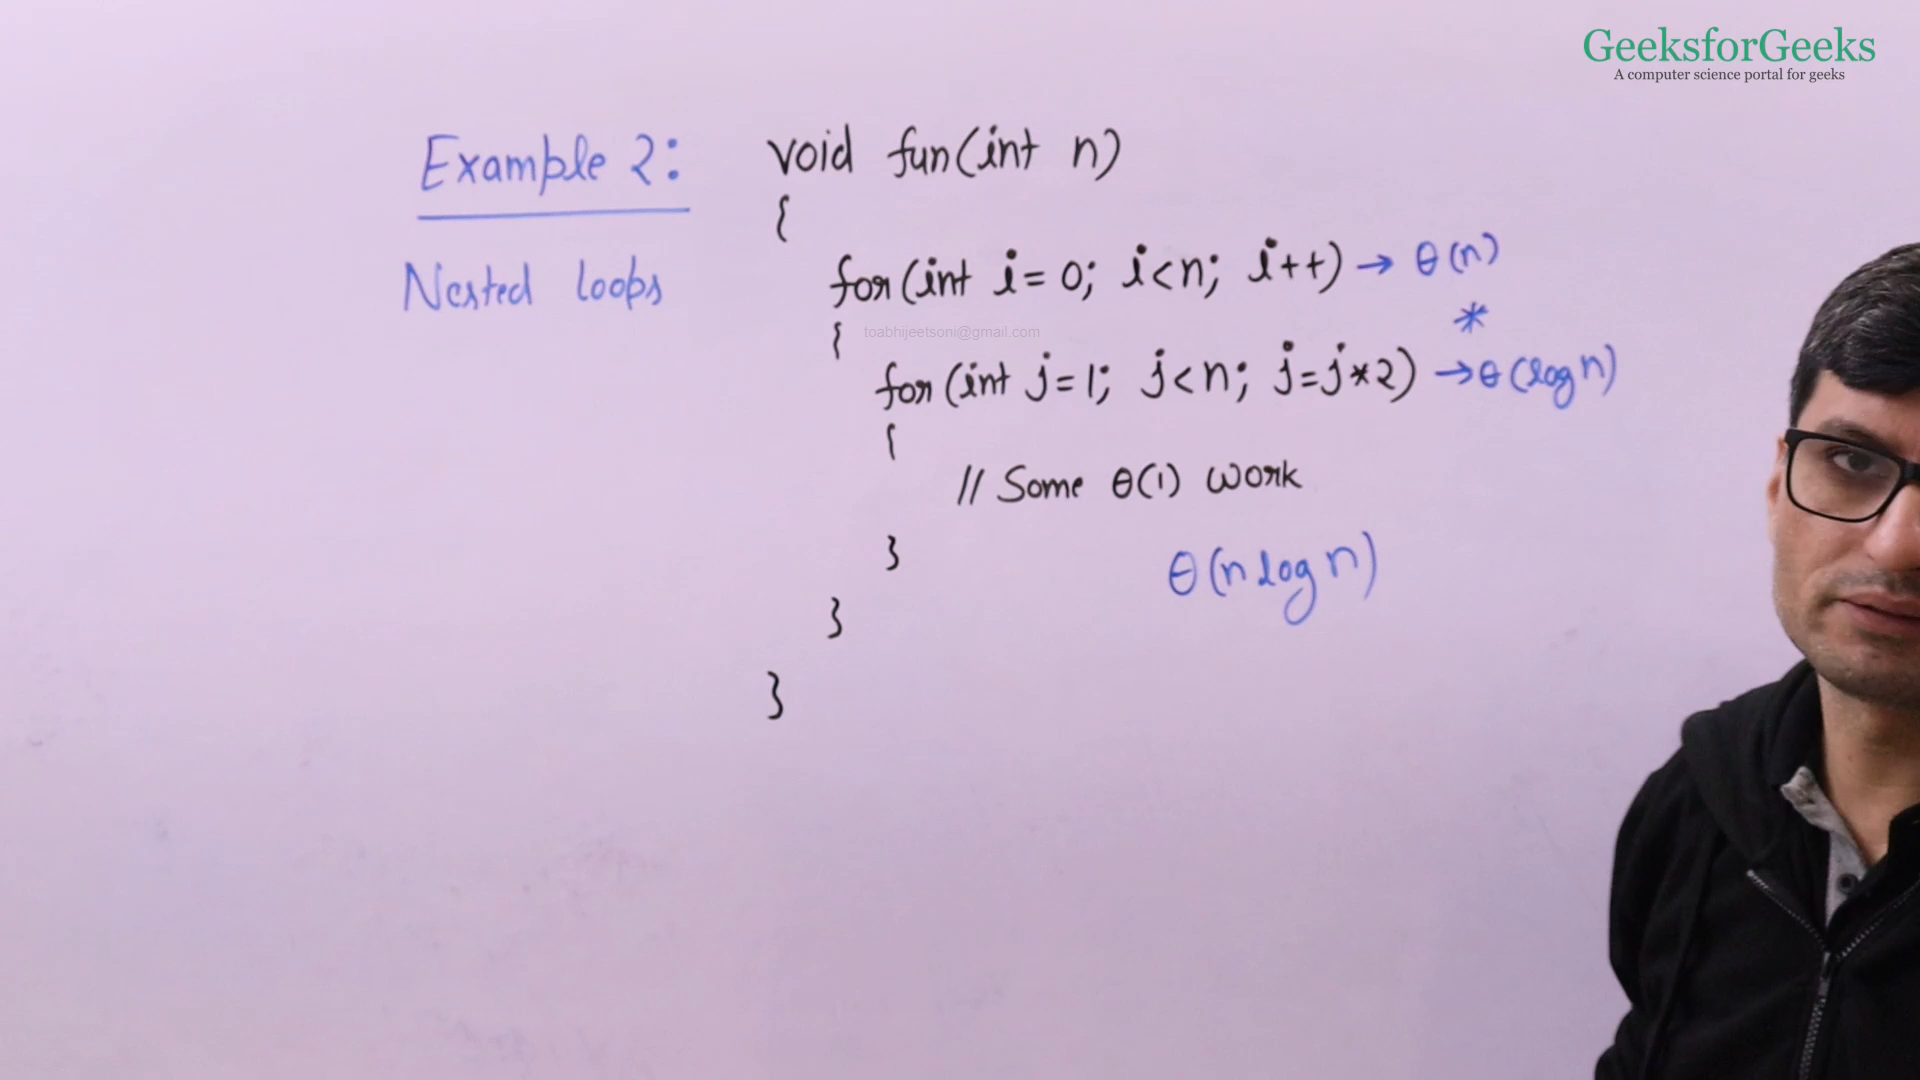 GeeksforGeeks
A computer science portal for geeks
Example 2:
Nested loops
void fun(int n)
{
for(int i=0; i<n; i++) → θ(n)
*
{
toabhijeetsoni@gmail.com
for(int j=1; j<n; j=j*2) → θ(log n)
{
// Some θ(1) work
}
θ(n log n)
}
}